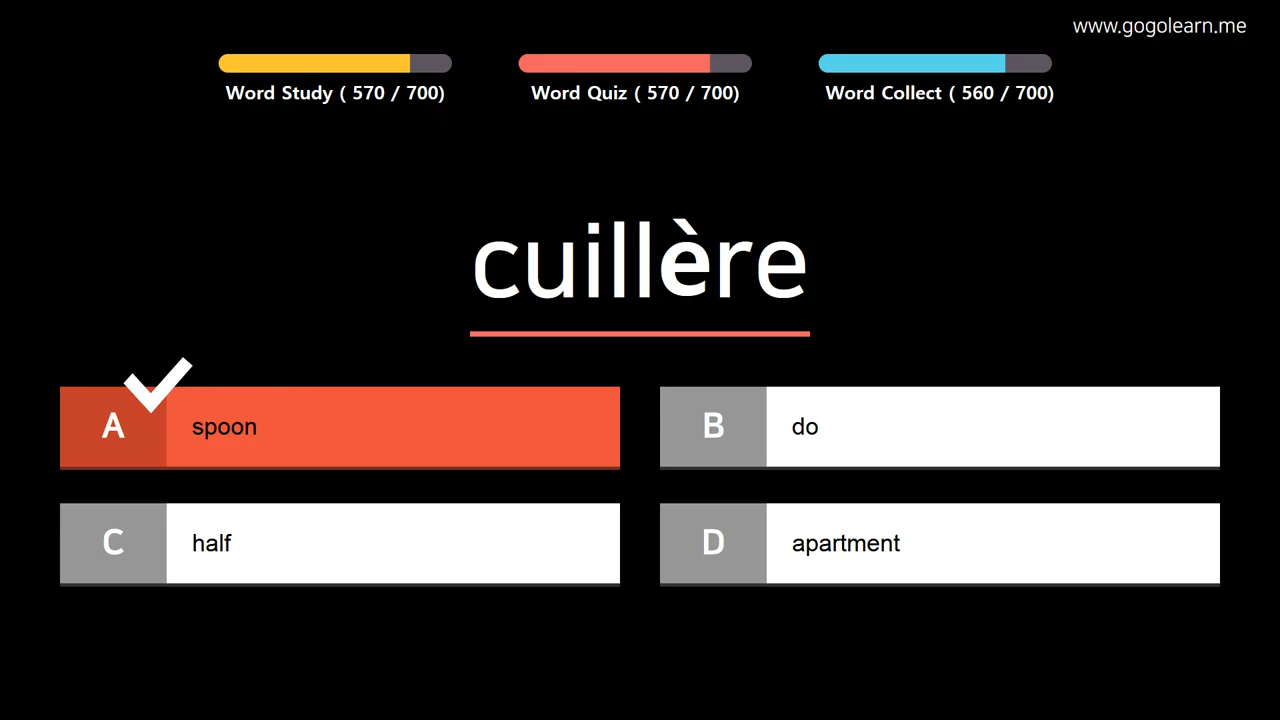 www.gogolearn.me
Word Study ( 570 / 700)
Word Quiz ( 570 / 700)
Word Collect ( 560 / 700)
cuillère
A spoon
B do
C half
D apartment